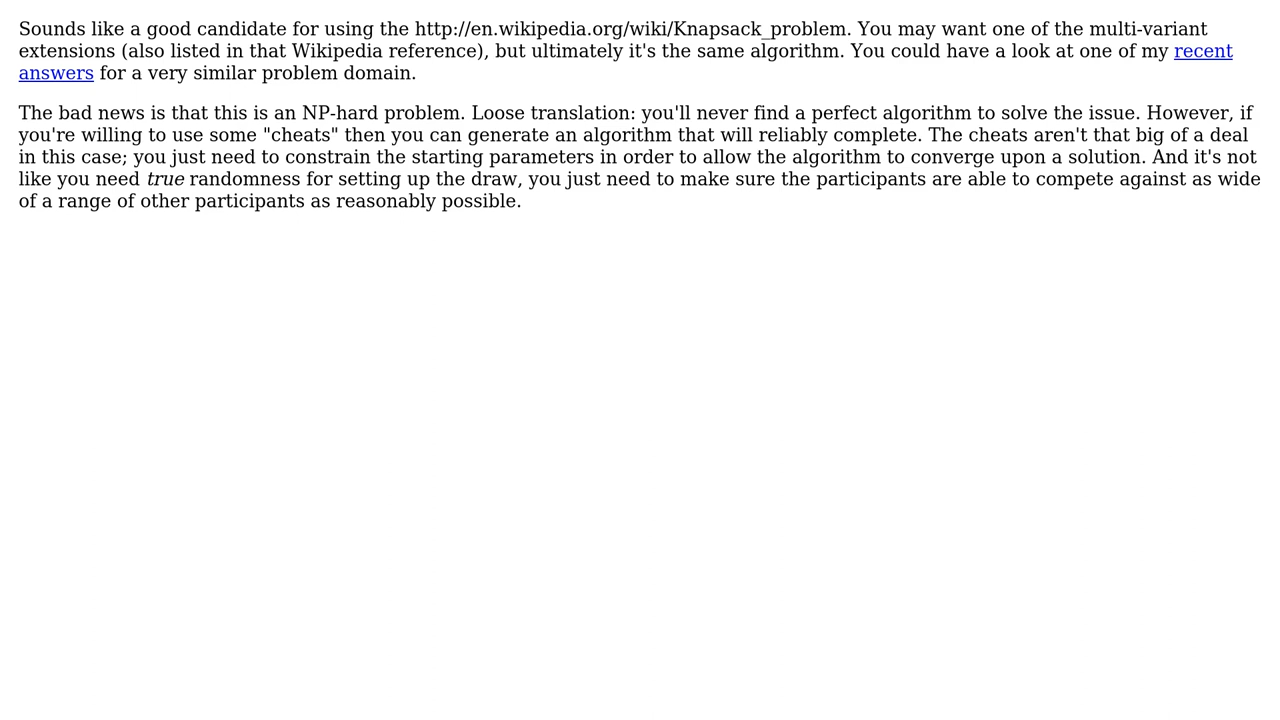 Sounds like a good candidate for using the http://en.wikipedia.org/wiki/Knapsack_problem. You may want one of the multi-variant
extensions (also listed in that Wikipedia reference), but ultimately it's the same algorithm. You could have a look at one of my recent
answers for a very similar problem domain.
The bad news is that this is an NP-hard problem. Loose translation: you'll never find a perfect algorithm to solve the issue. However, if
you're willing to use some "cheats" then you can generate an algorithm that will reliably complete. The cheats aren't that big of a deal
in this case; you just need to constrain the starting parameters in order to allow the algorithm to converge upon a solution. And it's not
like you need true randomness for setting up the draw, you just need to make sure the participants are able to compete against as wide
of a range of other participants as reasonably possible.